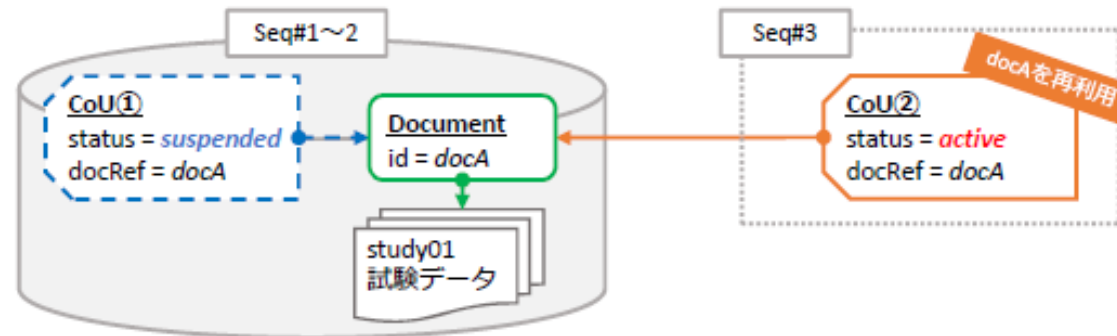 Seq#1～2
CoU①
status = suspended
docRef = docA
Document
id = docA
study01
試験データ
Seq#3
docAを再利用
CoU②
status = active
docRef = docA